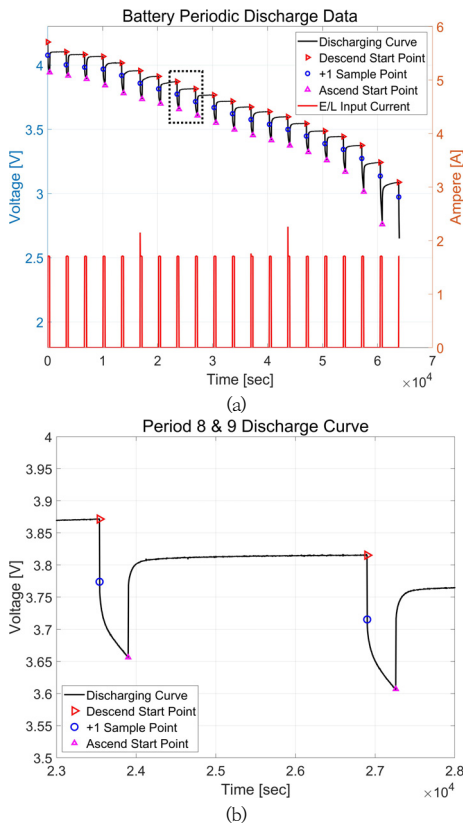 Battery Periodic Discharge Data
Discharging Curve
Descend Start Point
+1 Sample Point
Ascend Start Point
E/L Input Current
Voltage [V]
4
3.5
3
2.5
2
Ampere [A]
6
5
4
3
2
1
0
0 1 2 3 4 5 6 7
Time [sec]
×10⁴
(a)
Period 8 & 9 Discharge Curve
Voltage [V]
4
3.95
3.9
3.85
3.8
3.75
3.7
3.65
3.6
3.55
3.5
Discharging Curve
Descend Start Point
+1 Sample Point
Ascend Start Point
2.3 2.4 2.5 2.6 2.7 2.8
Time [sec]
×10⁴
(b)